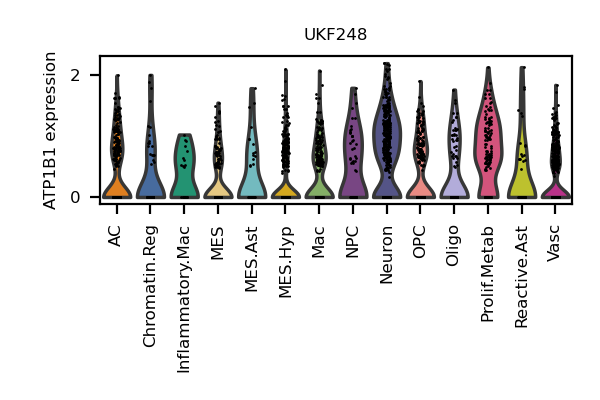 UKF248
ATP1B1 expression
2
0
AC
Chromatin.Reg
Inflammatory.Mac
MES
MES.Ast
MES.Hyp
Mac
NPC
Neuron
OPC
Oligo
Prolif.Metab
Reactive.Ast
Vasc